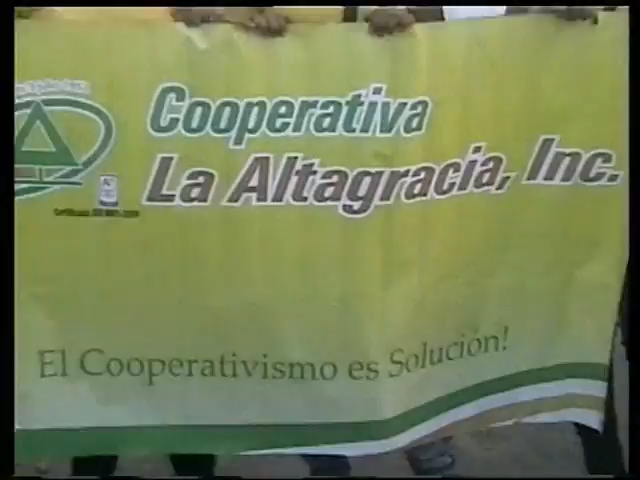 Cooperativa
La Altagracia, Inc.
El Cooperativismo es Solución!